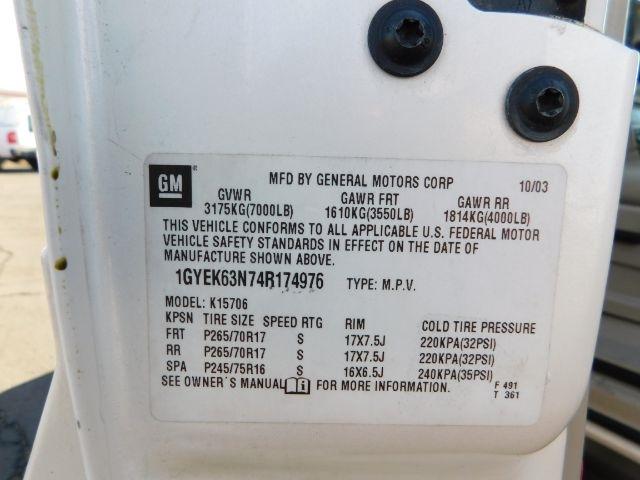 A7
GM ® MFD BY GENERAL MOTORS CORP 10/03
GVWR GAWR FRT GAWR RR
3175KG(7000LB) 1610KG(3550LB) 1814KG(4000LB)
THIS VEHICLE CONFORMS TO ALL APPLICABLE U.S. FEDERAL MOTOR
VEHICLE SAFETY STANDARDS IN EFFECT ON THE DATE OF
MANUFACTURE SHOWN ABOVE.
1GYEK63N74R174976 TYPE: M.P.V.
MODEL: K15706
KPSN TIRE SIZE SPEED RTG RIM COLD TIRE PRESSURE
FRT P265/70R17 S 17X7.5J 220KPA(32PSI)
RR P265/70R17 S 17X7.5J 220KPA(32PSI)
SPA P245/75R16 S 16X6.5J 240KPA(35PSI)
SEE OWNER'S MANUAL FOR MORE INFORMATION. F 491
T 361